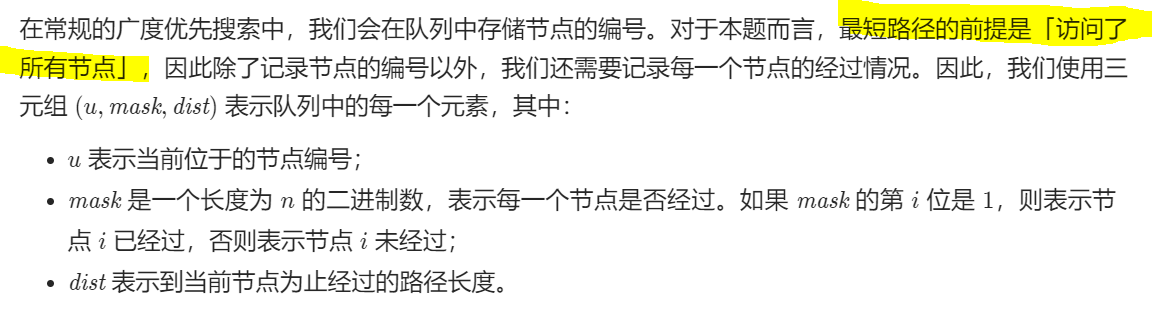 在常规的广度优先搜索中，我们会在队列中存储节点的编号。对于本题而言，最短路径的前提是「访问了
所有节点」，因此除了记录节点的编号以外，我们还需要记录每一个节点的经过情况。因此，我们使用三
元组 (u, mask, dist) 表示队列中的每一个元素，其中：
• u 表示当前位于的节点编号；
• mask 是一个长度为 n 的二进制数，表示每一个节点是否经过。如果 mask 的第 i 位是 1，则表示节
点 i 已经过，否则表示节点 i 未经过；
• dist 表示到当前节点为止经过的路径长度。